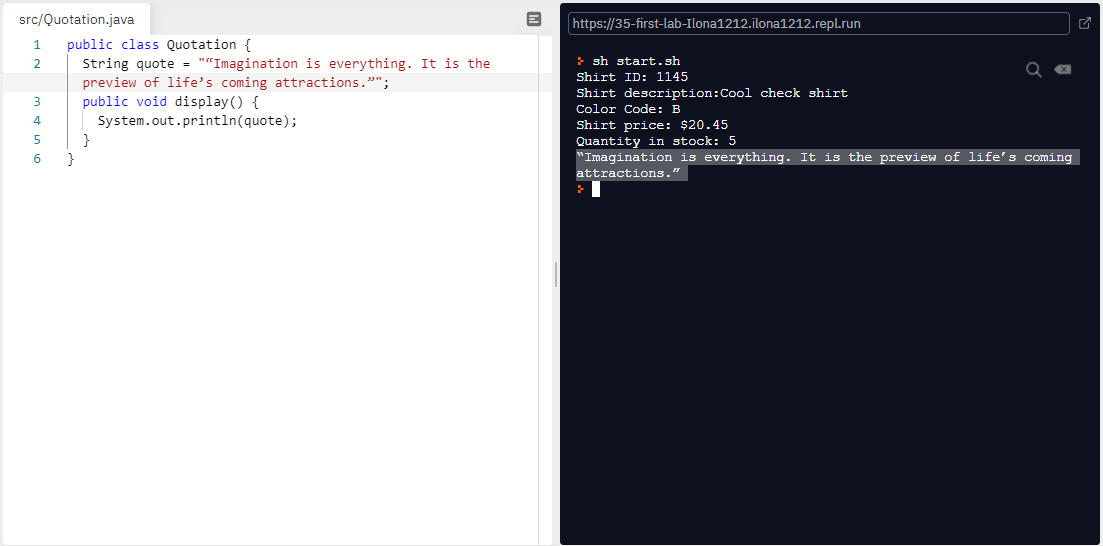 src/Quotation.java
1 public class Quotation {
2 String quote = "“Imagination is everything. It is the
preview of life’s coming attractions.”";
3 public void display() {
4 System.out.println(quote);
5 }
6 }
https://35-first-lab-Ilona1212.ilona1212.repl.run
sh start.sh
Shirt ID: 1145
Shirt description:Cool check shirt
Color Code: B
Shirt price: $20.45
Quantity in stock: 5
“Imagination is everything. It is the preview of life’s coming
attractions.”